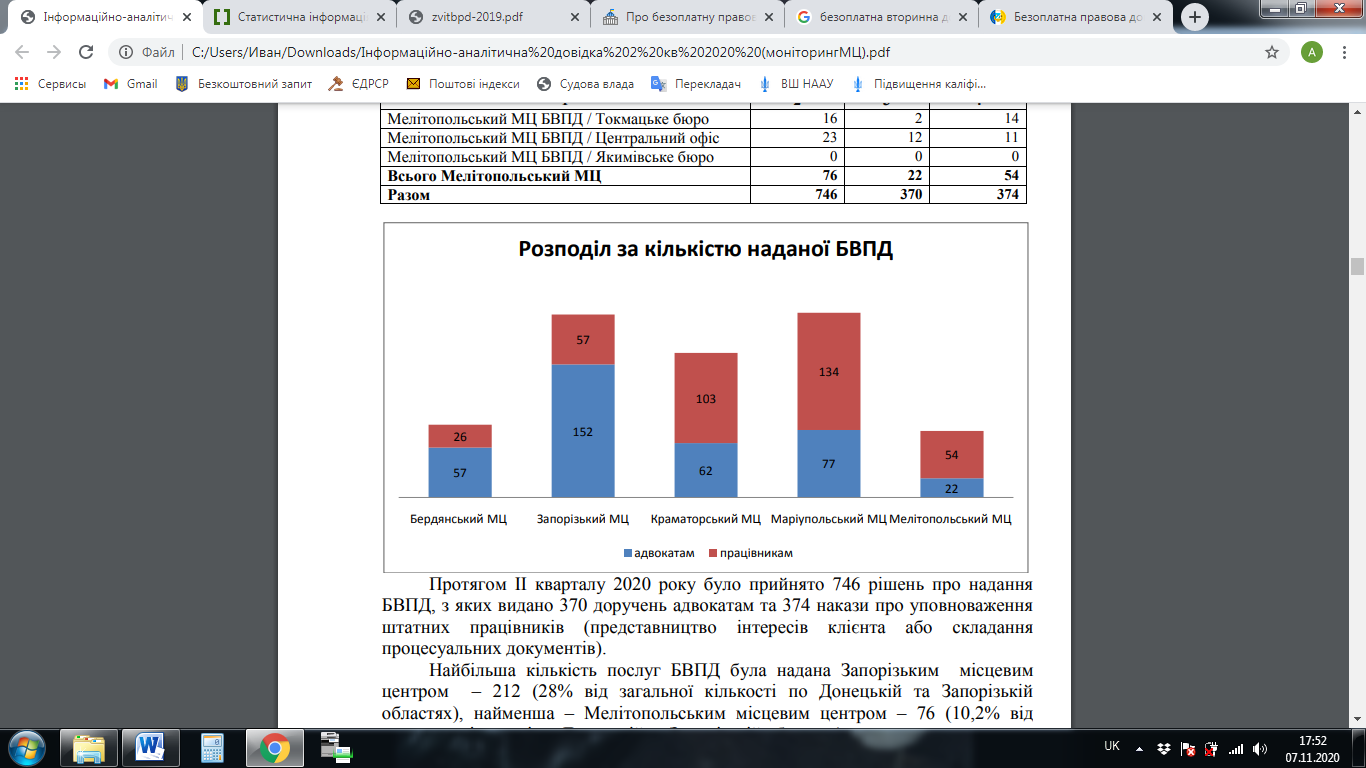 Інформаційно-аналітич
Статистична інформаці
zvitbpd-2019.pdf
Про безоплатну правов
безоплатна вторинна д
Безоплатна правова до
Файл
C:/Users/Иван/Downloads/Інформаційно-аналітична%20довідка%202%20кв%202020%20(моніторингМЦ).pdf
А
Сервисы
Gmail
Безкоштовний запит
ЄДРСР
Поштові індекси
Судова влада
Перекладач
ВШ НААУ
Підвищення каліфі...
Мелітопольський МЦ БВПД / Токмацьке бюро 16 2 14
Мелітопольський МЦ БВПД / Центральний офіс 23 12 11
Мелітопольський МЦ БВПД / Якимівське бюро 0 0 0
Всього Мелітопольський МЦ 76 22 54
Разом 746 370 374
Розподіл за кількістю наданої БВПД
26
57
57
152
103
62
134
77
54
22
Бердянський МЦ
Запорізький МЦ
Краматорський МЦ
Маріупольський МЦ
Мелітопольський МЦ
адвокатам
працівникам
Протягом ІІ кварталу 2020 року було прийнято 746 рішень про надання
БВПД, з яких видано 370 доручень адвокатам та 374 накази про уповноваження
штатних працівників (представництво інтересів клієнта або складання
процесуальних документів).
Найбільша кількість послуг БВПД була надана Запорізьким місцевим
центром – 212 (28% від загальної кількості по Донецькій та Запорізькій
областях), найменша – Мелітопольським місцевим центром – 76 (10,2% від
UK
17:52
07.11.2020